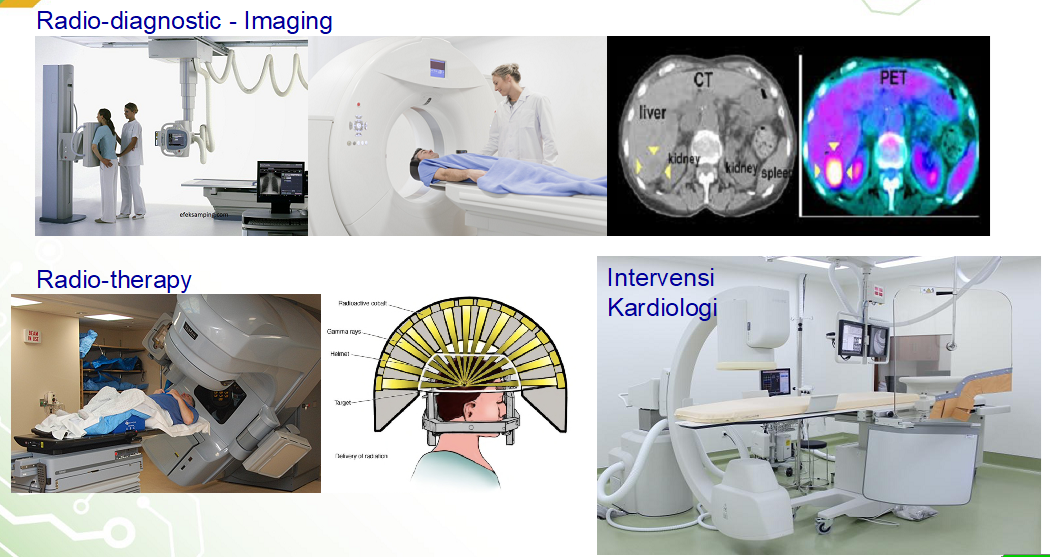 Radio-diagnostic - Imaging
efeksamping.com
CT
liver
kidney
kidney
spleen
PET
Radio-therapy
Radioactive cobalt
Gamma rays
Helmet
Target
Delivery of radiation
Intervensi
Kardiologi